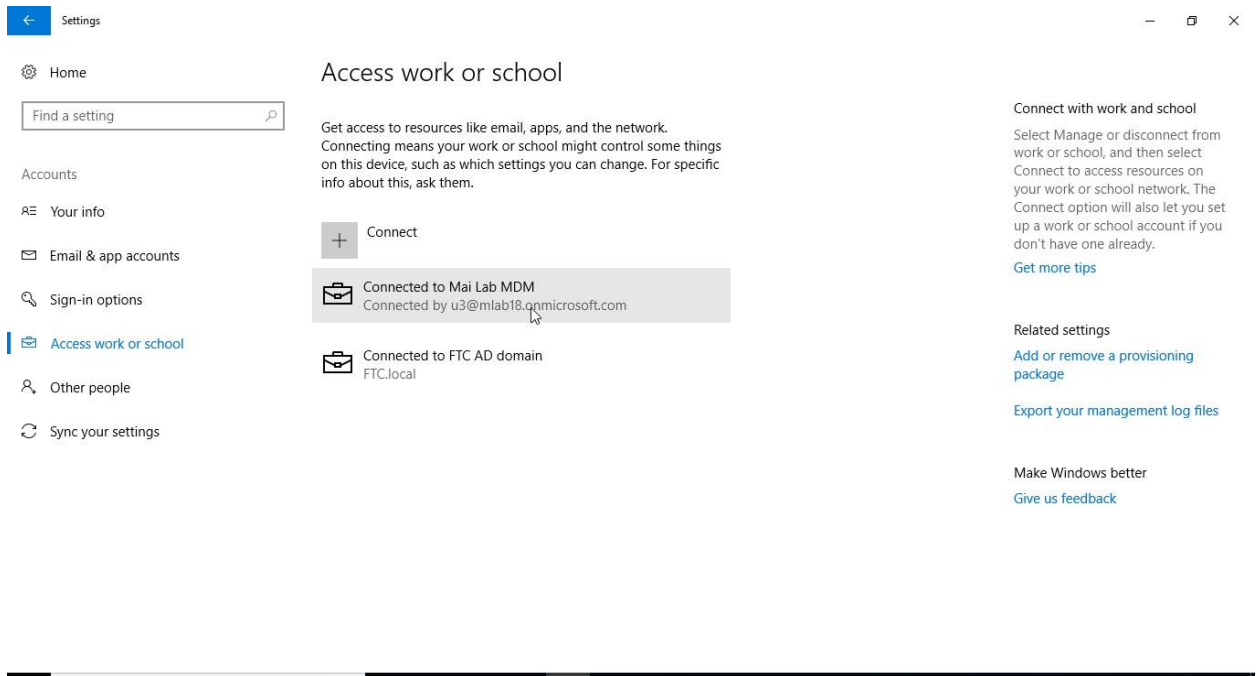 Settings
Home
Find a setting
Accounts
Your info
Email & app accounts
Sign-in options
Access work or school
Other people
Sync your settings
Access work or school
Get access to resources like email, apps, and the network.
Connecting means your work or school might control some things
on this device, such as which settings you can change. For specific
info about this, ask them.
Connect
Connected to Mai Lab MDM
Connected by u3@mlab18.onmicrosoft.com
Connected to FTC AD domain
FTC.local
Connect with work and school
Select Manage or disconnect from
work or school, and then select
Connect to access resources on
your work or school network. The
Connect option will also let you set
up a work or school account if you
don't have one already.
Get more tips
Related settings
Add or remove a provisioning
package
Export your management log files
Make Windows better
Give us feedback